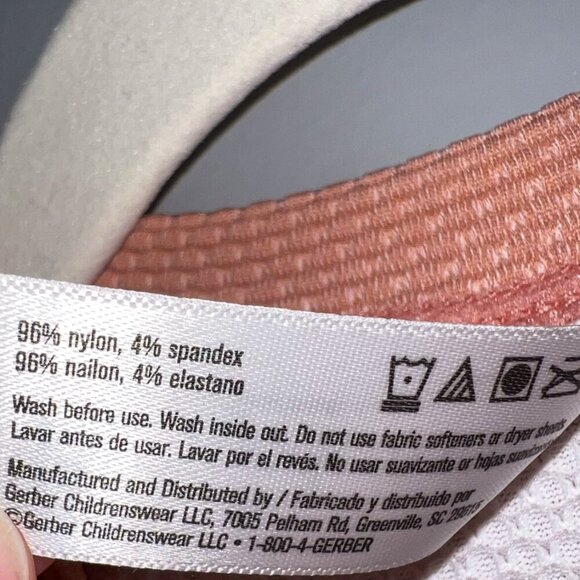 96% nylon, 4% spandex
96% nailon, 4% elastano
Wash before use. Wash inside out. Do not use fabric softeners or dryer sheets
Lavar antes de usar. Lavar por el revés. No usar suavizante or hojas
Manufactured and Distributed by / Fabricado y distribuido por
Gerber Childrenswear LLC, 7005 Pelham Rd, Greenville, SC 29615
©Gerber Childrenswear LLC • 1-800-4-GERBER